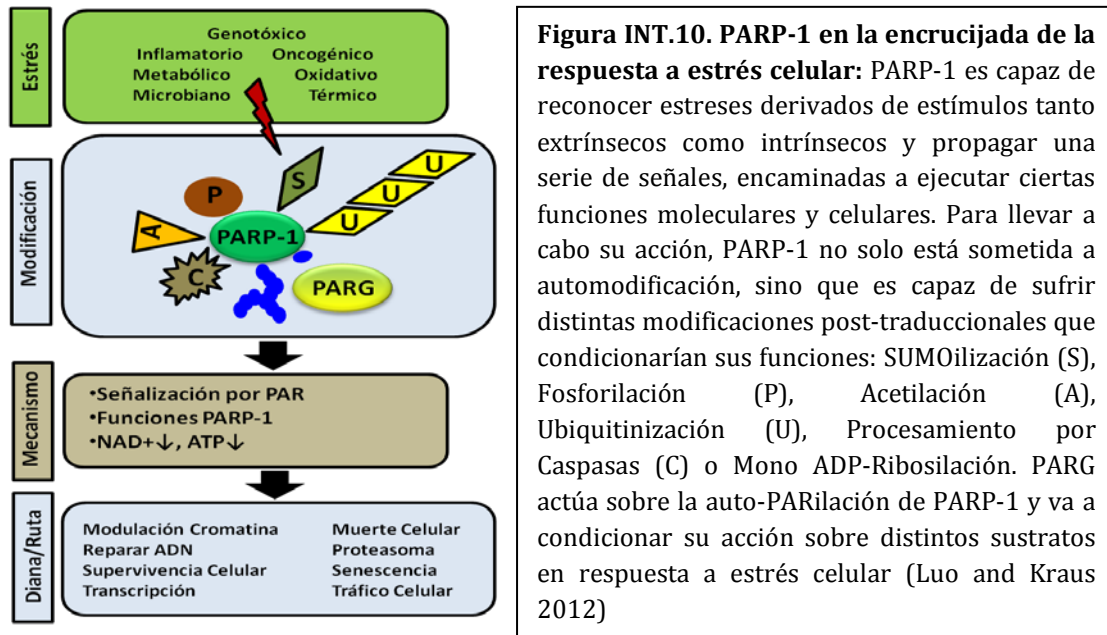 Estrés
Genotóxico
Inflamatorio Oncogénico
Metabólico Oxidativo
Microbiano Térmico
Modificación
P
S
U
U
U
A
PARP-1
C
PARG
Mecanismo
•Señalización por PAR
•Funciones PARP-1
•NAD+↓, ATP↓
Diana/Ruta
Modulación Cromatina Muerte Celular
Reparar ADN Proteasoma
Supervivencia Celular Senescencia
Transcripción Tráfico Celular
Figura INT.10. PARP-1 en la encrucijada de la
respuesta a estrés celular: PARP-1 es capaz de
reconocer estreses derivados de estímulos tanto
extrínsecos como intrínsecos y propagar una
serie de señales, encaminadas a ejecutar ciertas
funciones moleculares y celulares. Para llevar a
cabo su acción, PARP-1 no solo está sometida a
automodificación, sino que es capaz de sufrir
distintas modificaciones post-traduccionales que
condicionarían sus funciones: SUMOilización (S),
Fosforilación (P), Acetilación (A),
Ubiquitinización (U), Procesamiento por
Caspasas (C) o Mono ADP-Ribosilación. PARG
actúa sobre la auto-PARilación de PARP-1 y va a
condicionar su acción sobre distintos sustratos
en respuesta a estrés celular (Luo and Kraus
2012)